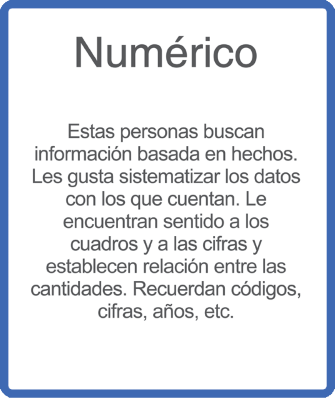 Numérico
Estas personas buscan
información basada en hechos.
Les gusta sistematizar los datos
con los que cuentan. Le
encuentran sentido a los
cuadros y a las cifras y
establecen relación entre las
cantidades. Recuerdan códigos,
cifras, años, etc.